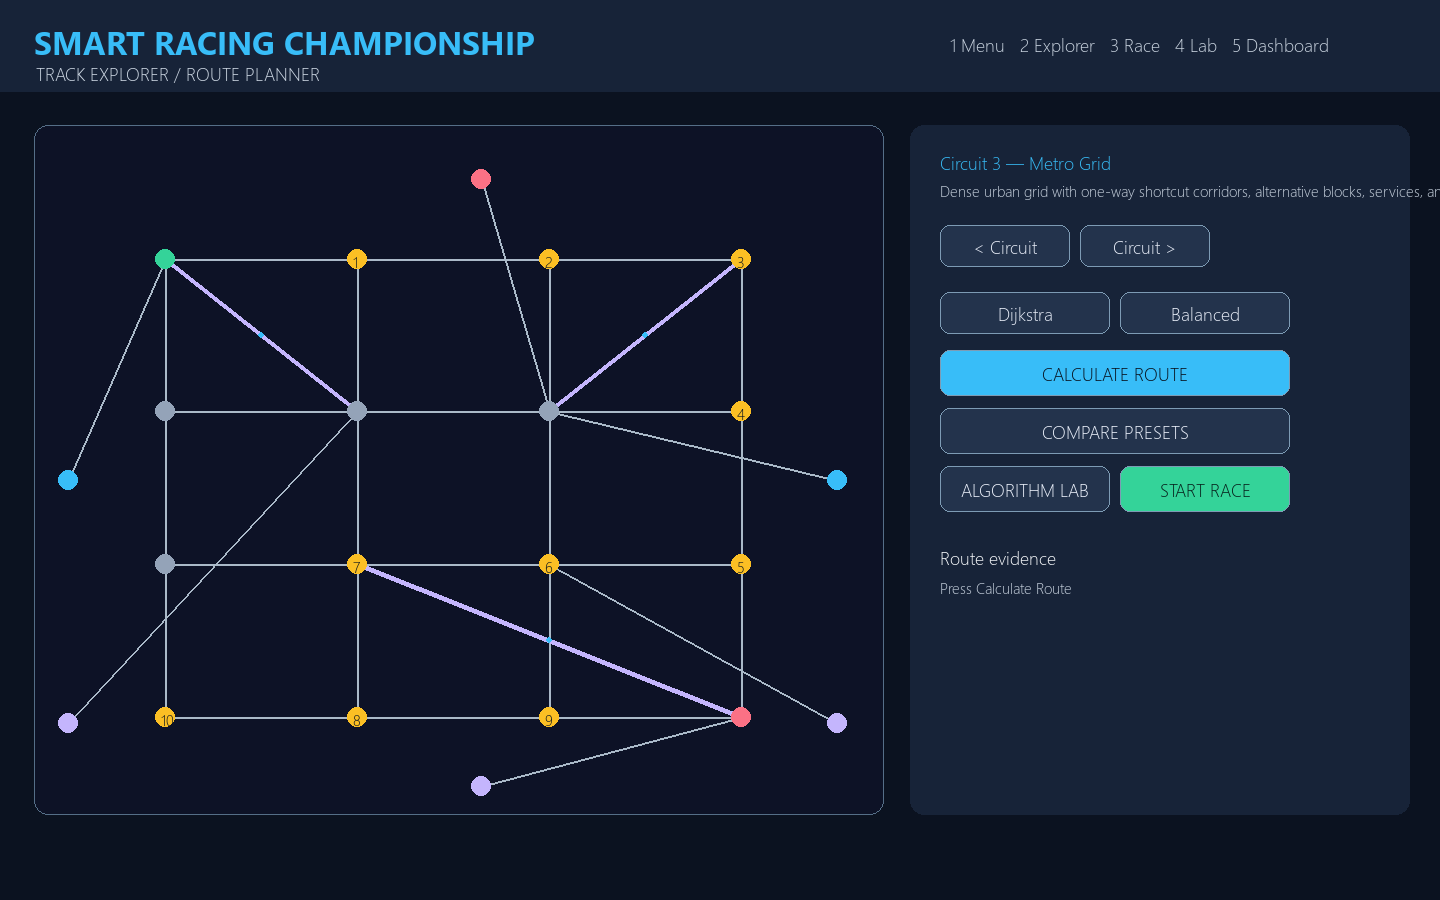 SMART RACING CHAMPIONSHIP
TRACK EXPLORER / ROUTE PLANNER
1 Menu 2 Explorer 3 Race 4 Lab 5 Dashboard
1
2
3
4
7
6
5
10
8
9
Circuit 3 — Metro Grid
Dense urban grid with one-way shortcut corridors, alternative blocks, services, an
< Circuit
Circuit >
Dijkstra
Balanced
CALCULATE ROUTE
COMPARE PRESETS
ALGORITHM LAB
START RACE
Route evidence
Press Calculate Route